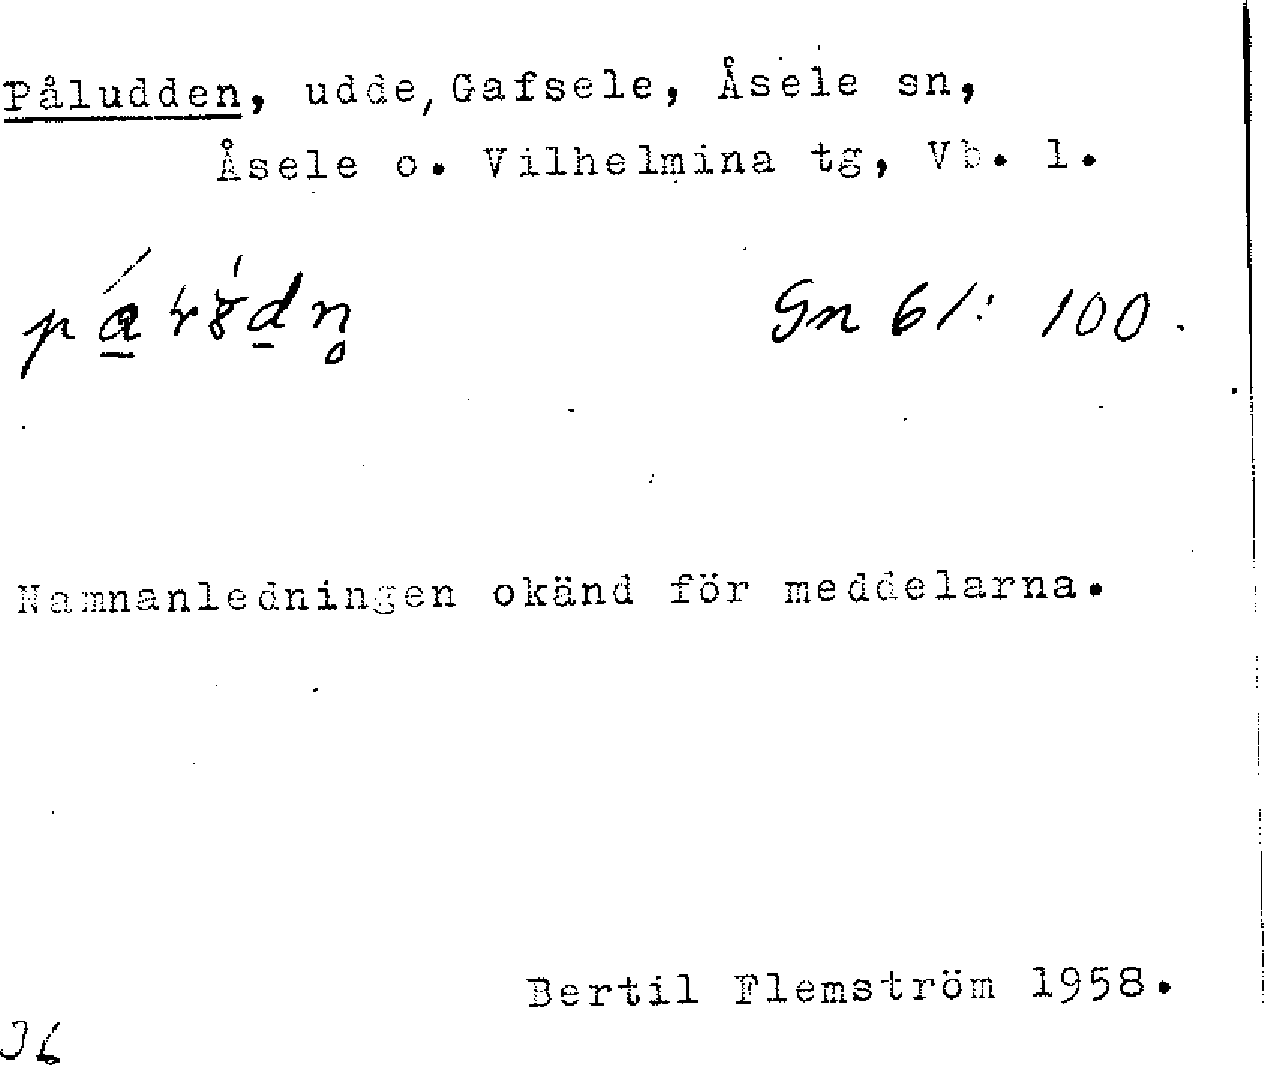 Påludden, udde, Gafsele, Åsele sn,
Åsele o. Vilhelmina tg, Vb. l.
Gn 61: 100.
Namnanledningen okänd för meddelarna.
Bertil Flemström 1958.
36